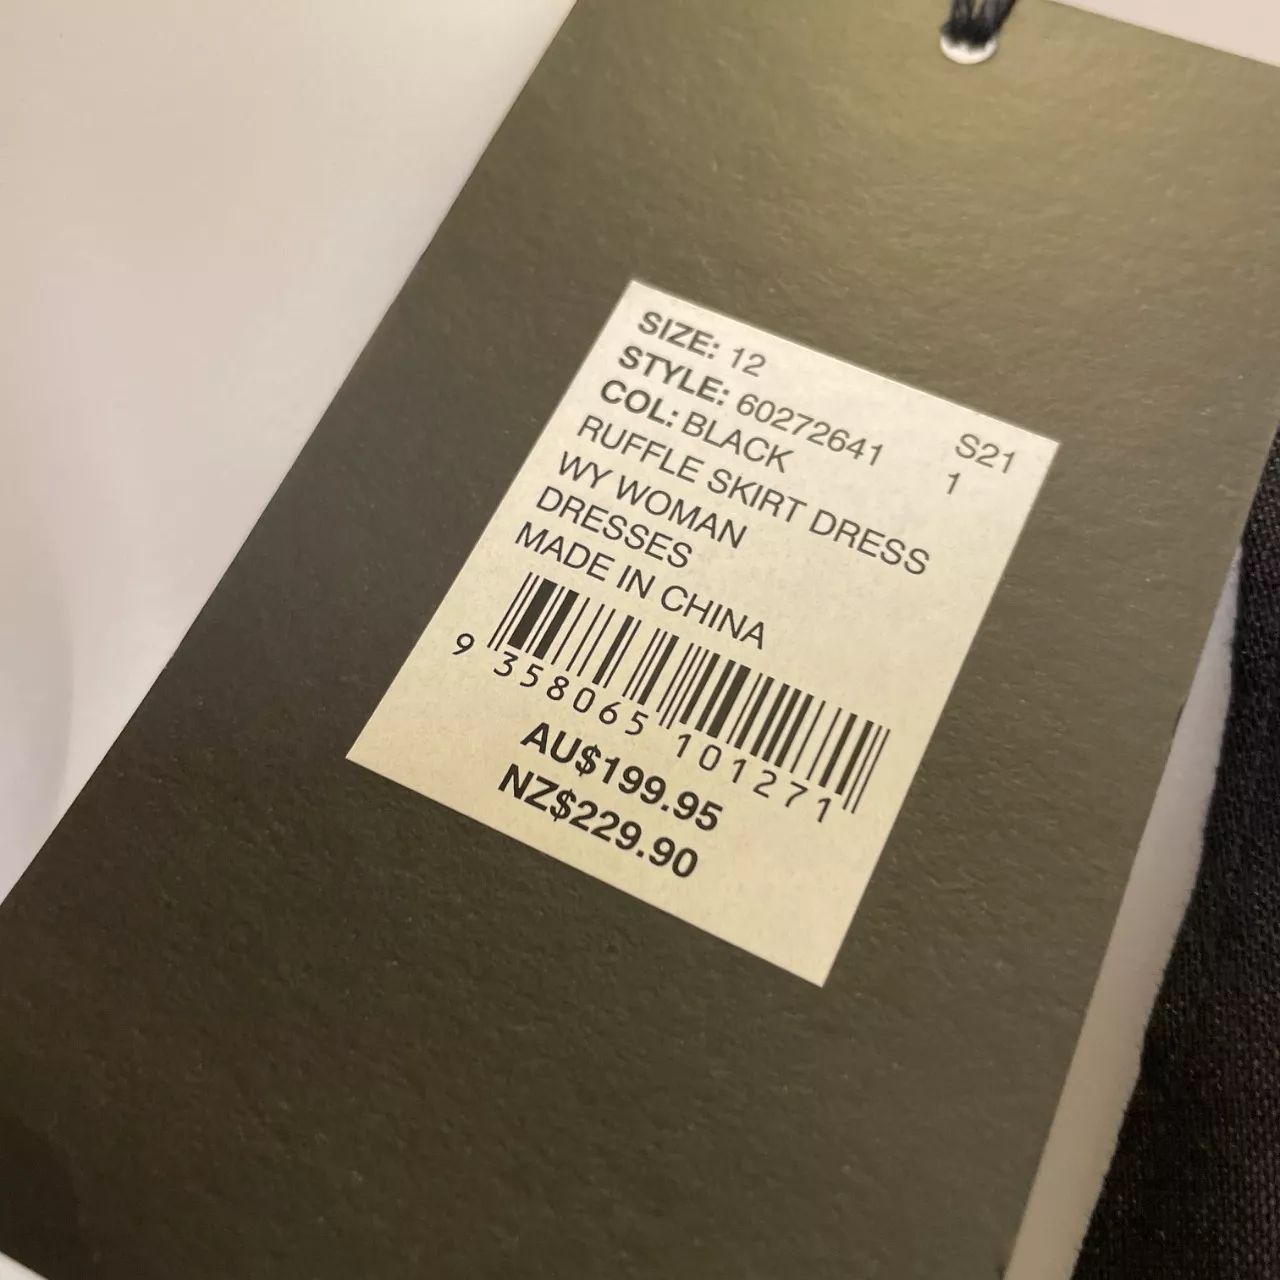 SIZE: 12
STYLE: 60272641 S21
COL: BLACK 1
RUFFLE SKIRT DRESS
WY WOMAN
DRESSES
MADE IN CHINA
9 358065 101271
AU$199.95
NZ$229.90